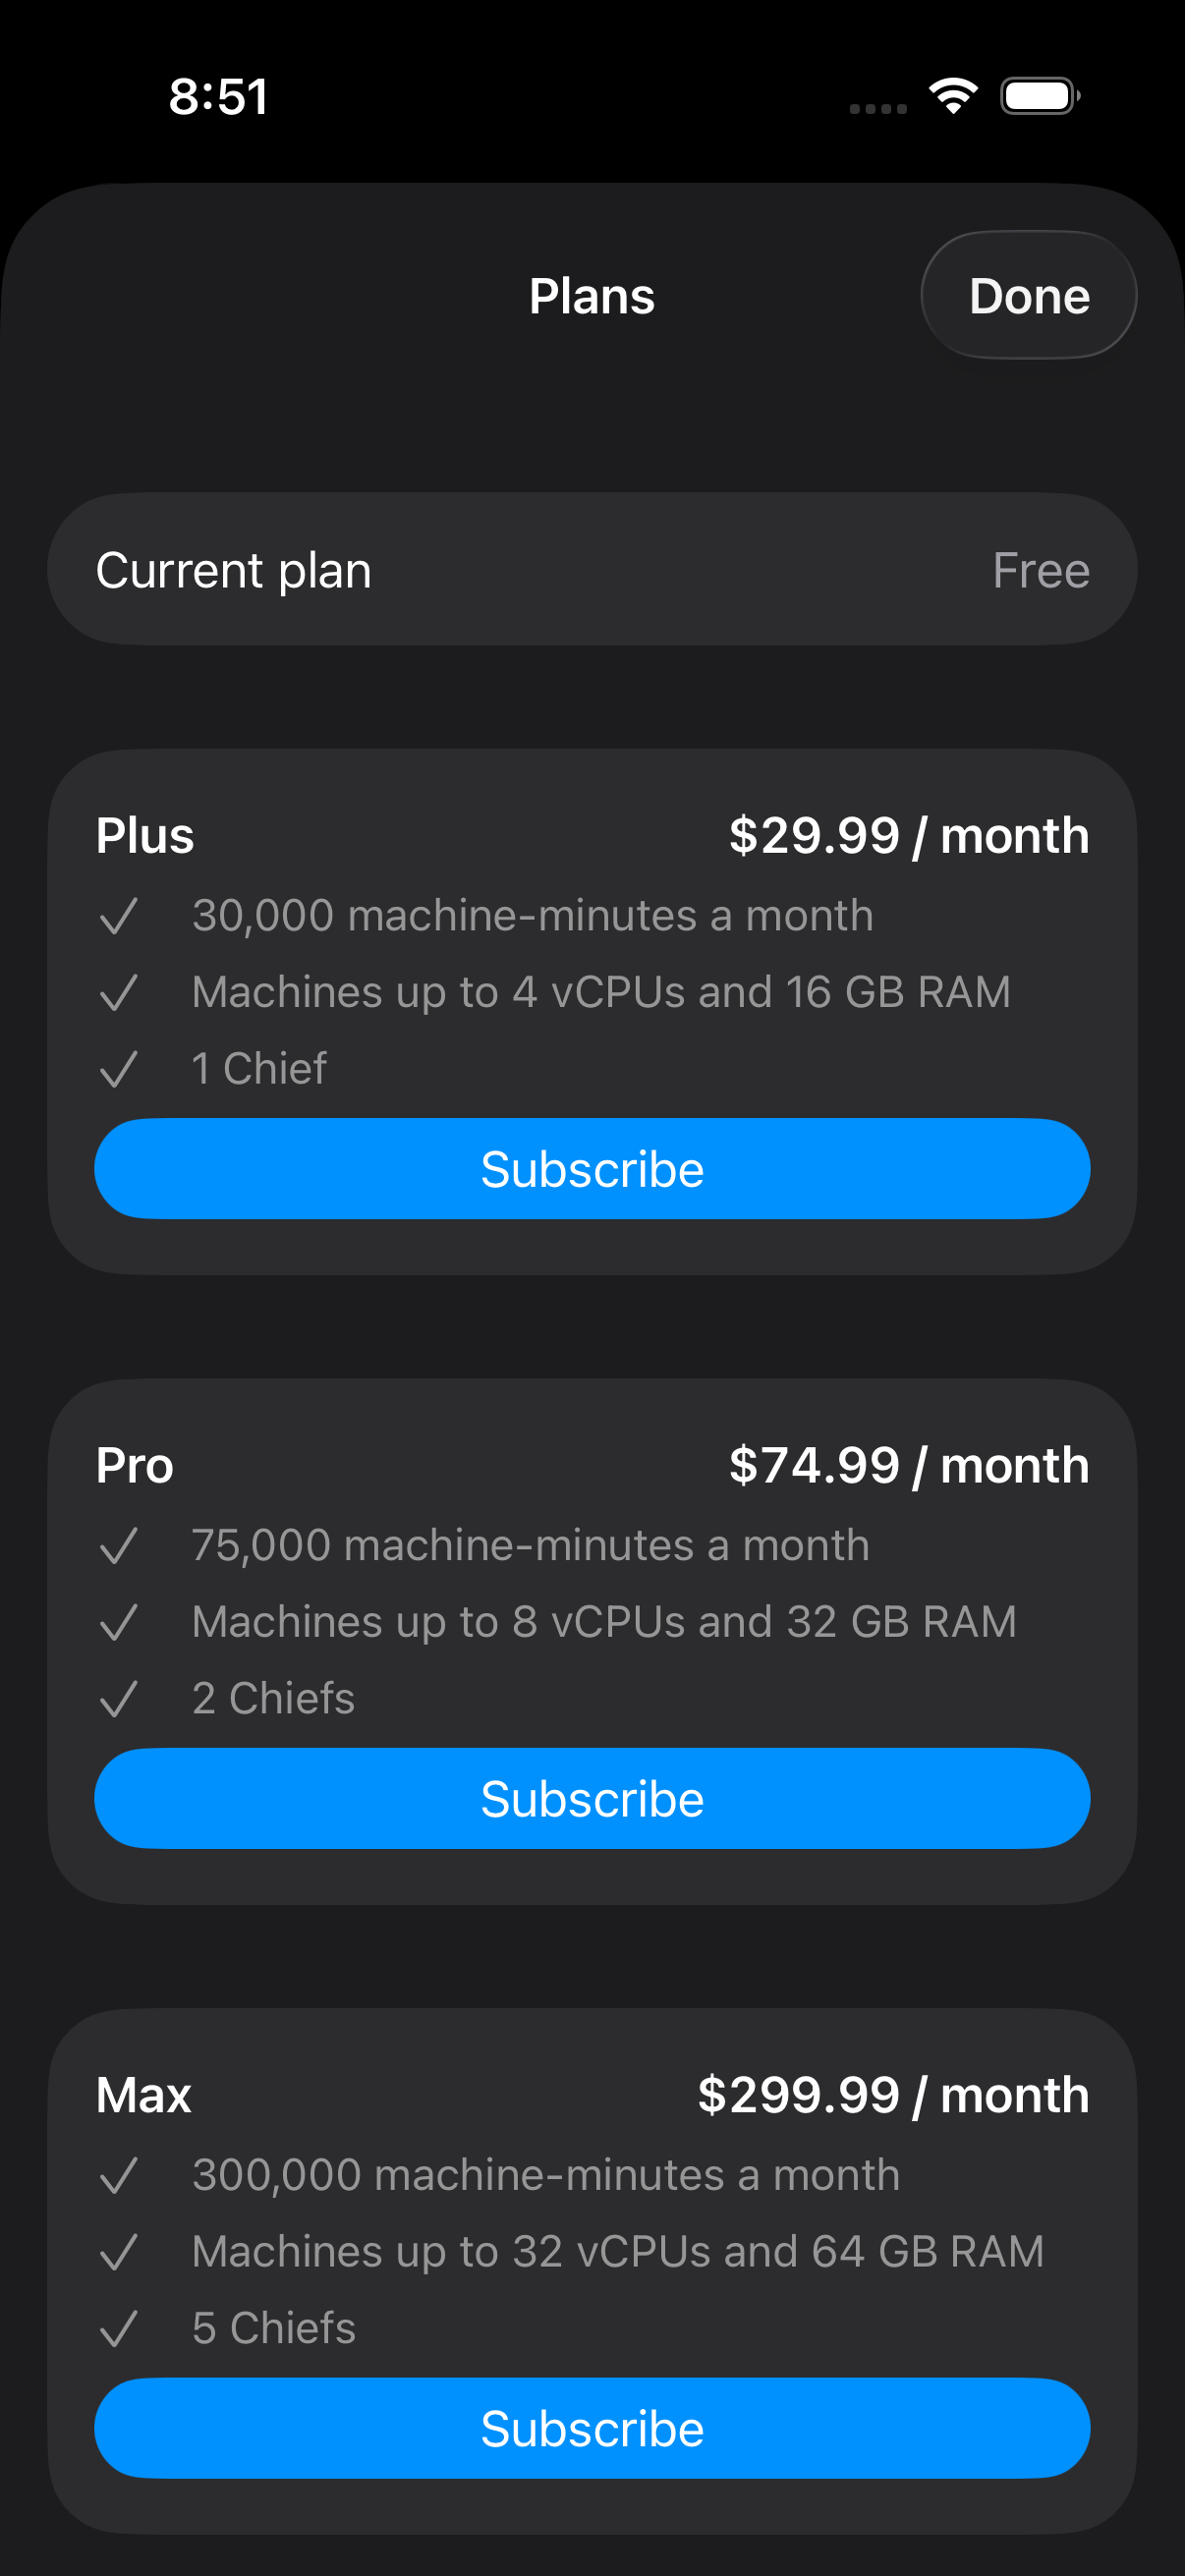 8:51
Plans
Done
Current plan
Free
Plus
$29.99 / month
30,000 machine-minutes a month
Machines up to 4 vCPUs and 16 GB RAM
1 Chief
Subscribe
Pro
$74.99 / month
75,000 machine-minutes a month
Machines up to 8 vCPUs and 32 GB RAM
2 Chiefs
Subscribe
Max
$299.99 / month
300,000 machine-minutes a month
Machines up to 32 vCPUs and 64 GB RAM
5 Chiefs
Subscribe